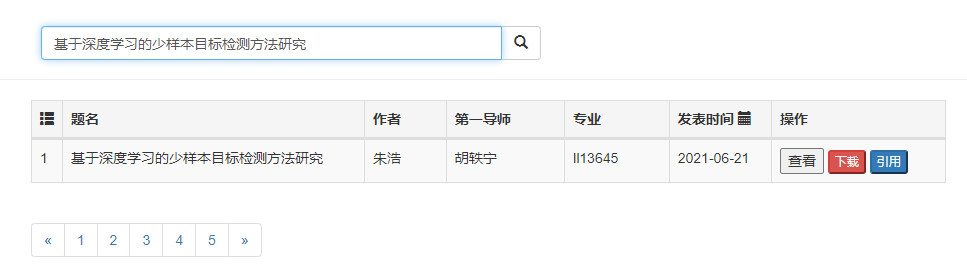 基于深度学习的少样本目标检测方法研究
题名 作者 第一导师 专业 发表时间 操作
1 基于深度学习的少样本目标检测方法研究 朱浩 胡轶宁 II13645 2021-06-21 查看 下载 引用
« 1 2 3 4 5 »